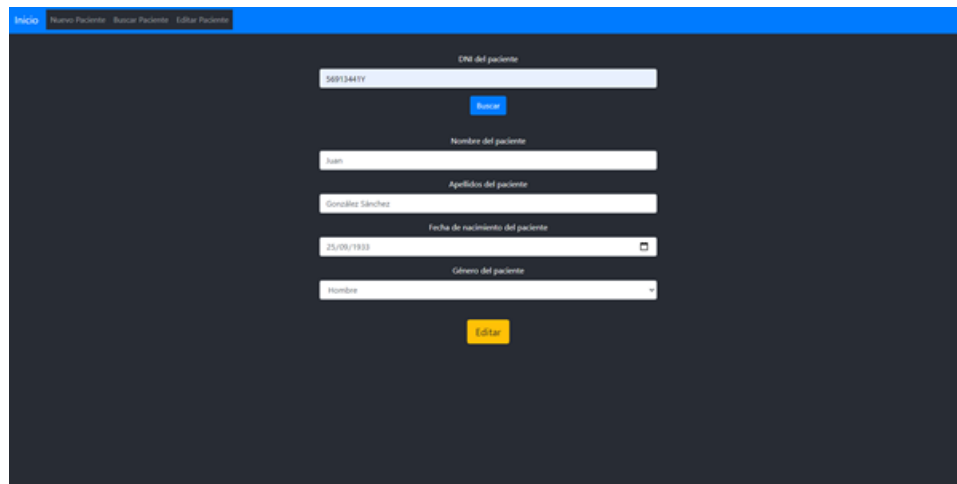 Inicio Nuevo Paciente Buscar Paciente Editar Paciente
DNI del paciente
56913441Y
Buscar
Nombre del paciente
Juan
Apellidos del paciente
González Sánchez
Fecha de nacimiento del paciente
25/09/1933
Género del paciente
Hombre
Editar